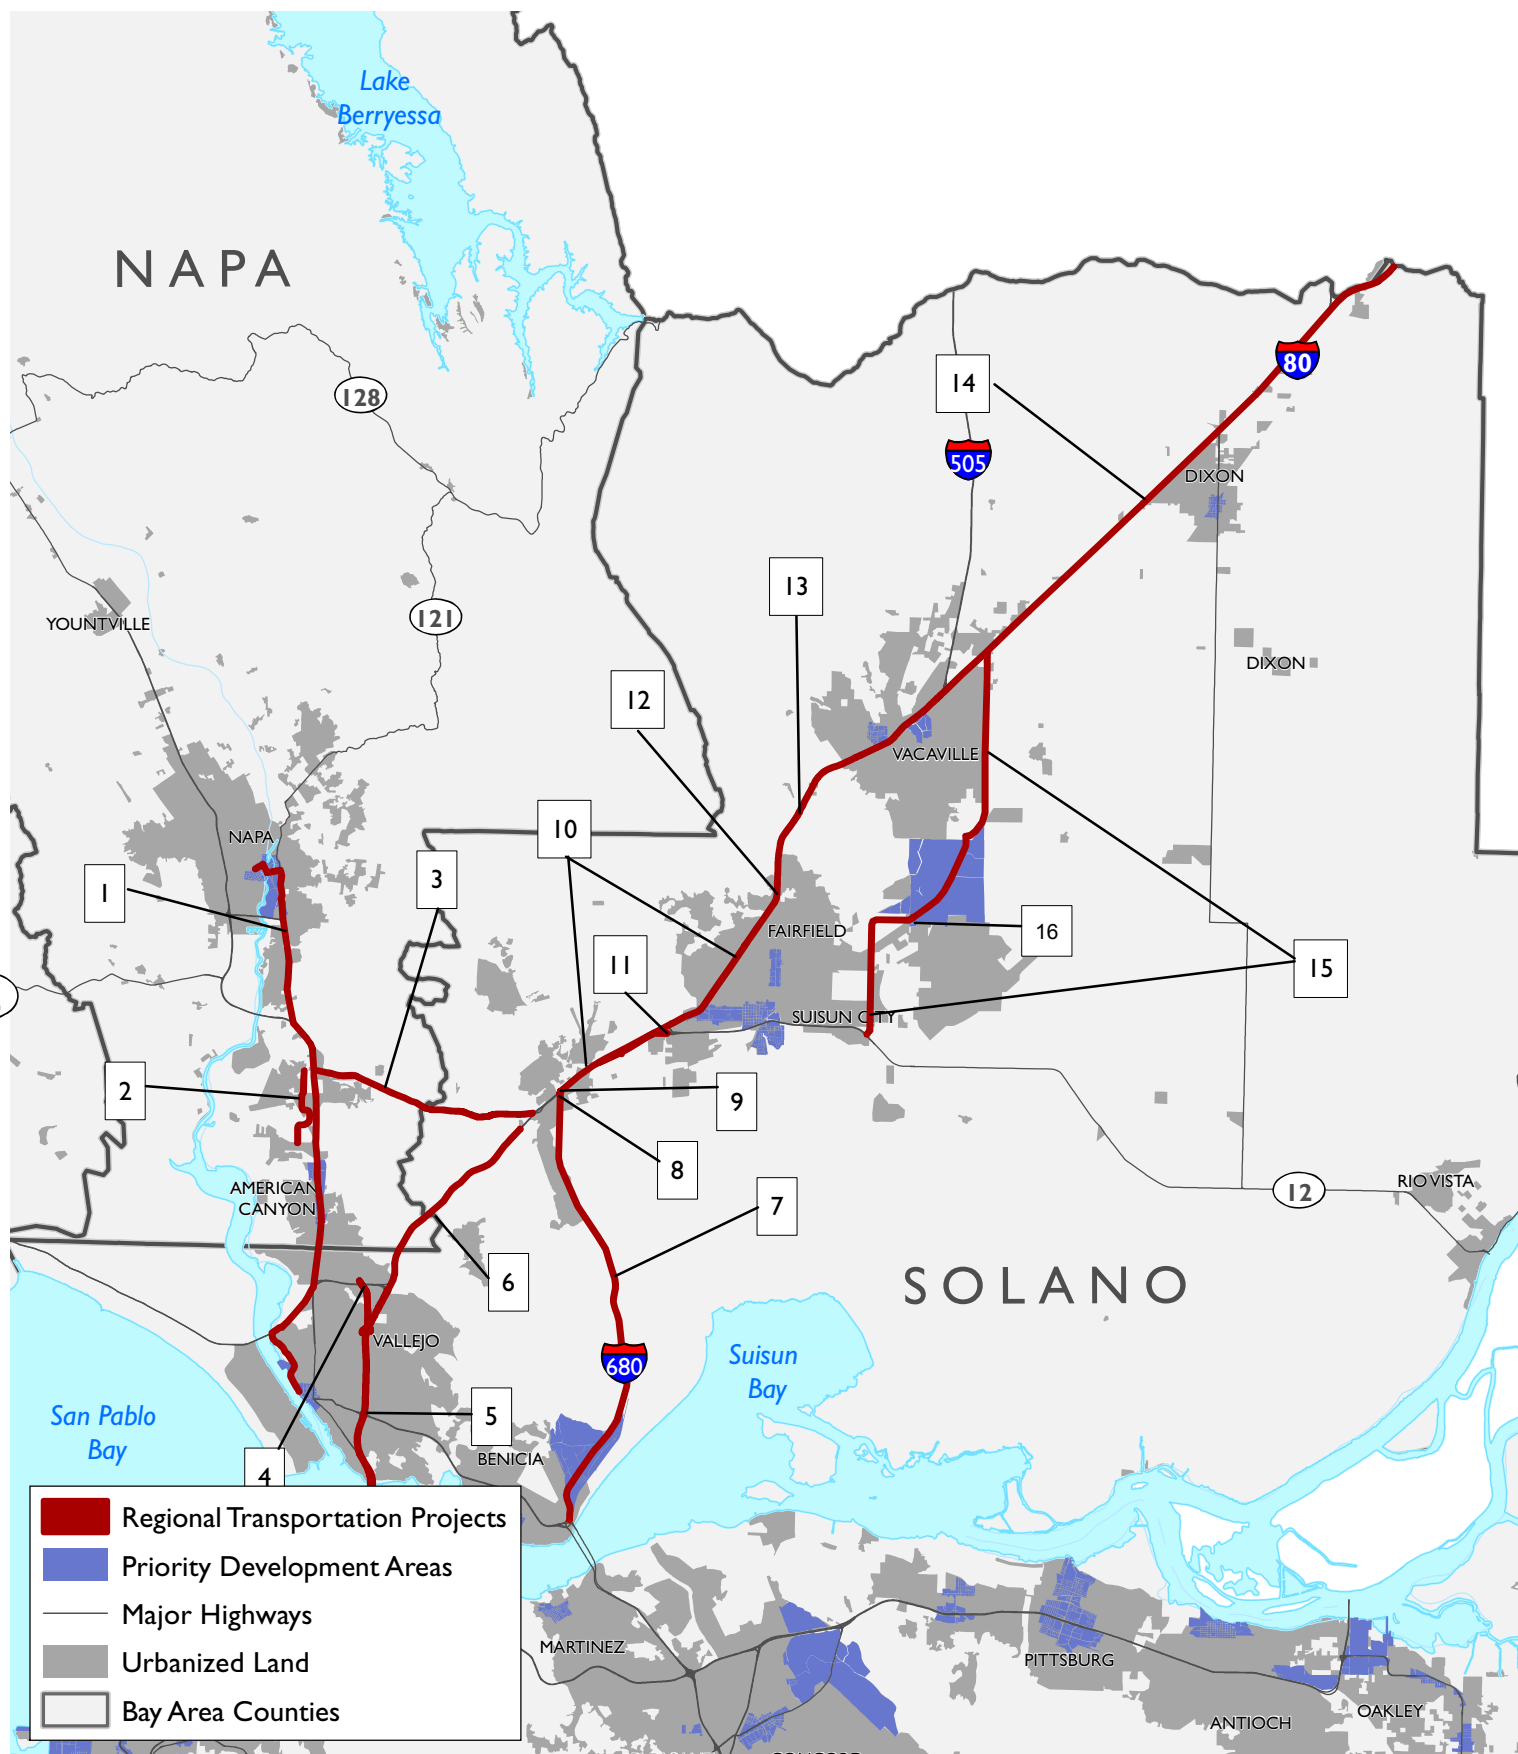 Lake
Berryessa
NAPA
80
14
128
505
DIXON
13
121
YOUNTVILLE
DIXON
12
VACAVILLE
10
NAPA
3
1
FAIRFIELD
16
11
15
SUISUN CITY
2
9
8
12
RIO VISTA
AMERICAN
CANYON
7
6
SOLANO
VALLEJO
680
Suisun
Bay
San Pablo
Bay
5
BENICIA
4
Regional Transportation Projects
Priority Development Areas
Major Highways
Urbanized Land
Bay Area Counties
MARTINEZ
PITTSBURG
ANTIOCH
OAKLEY